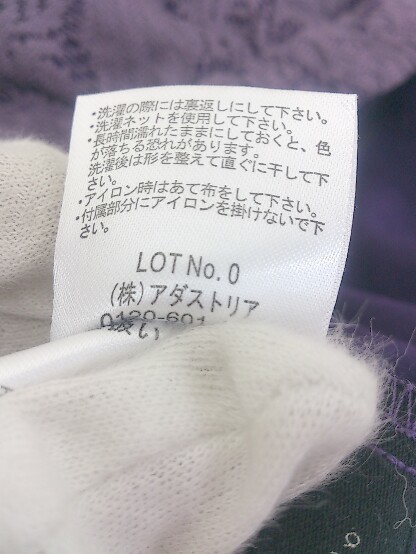 ・洗濯の際には裏返しにして下さい。
・洗濯ネットを使用して下さい。
・長時間濡れたままにしておくと、色
が落ちる恐れがあります。
洗濯後は形を整えて直ぐに干して下
さい。
・アイロン時はあて布をして下さい。
・付属部分にアイロンを掛けないで下
さい。
LOT No. 0
(株)アダストリア
0120-601
扱い